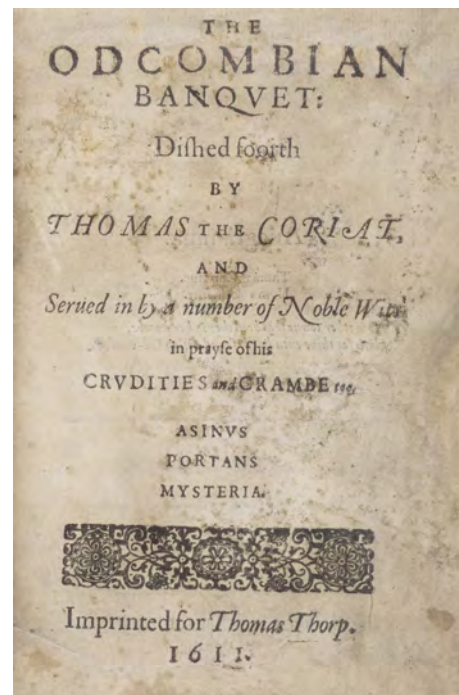 THE
ODCOMBIAN
BANQVET:
Diſhed foorth
BY
THOMAS THE CORIAT,
AND
Serued in by a number of Noble Wits
in prayſe of his
CRVDITIES and CRAMBE too.
ASINVS
PORTANS
MYSTERIA.
Imprinted for Thomas Thorp.
1611.